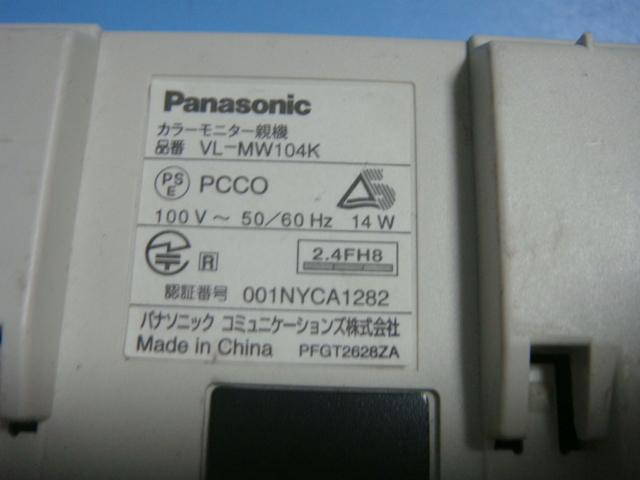 Panasonic
カラーモニター親機
品番 VL-MW104K
PS E PCCO
100V ～ 50/60Hz 14W
R 2.4FH8
認証番号 001NYCA1282
パナソニック コミュニケーションズ株式会社
Made in China PFGT2628ZA